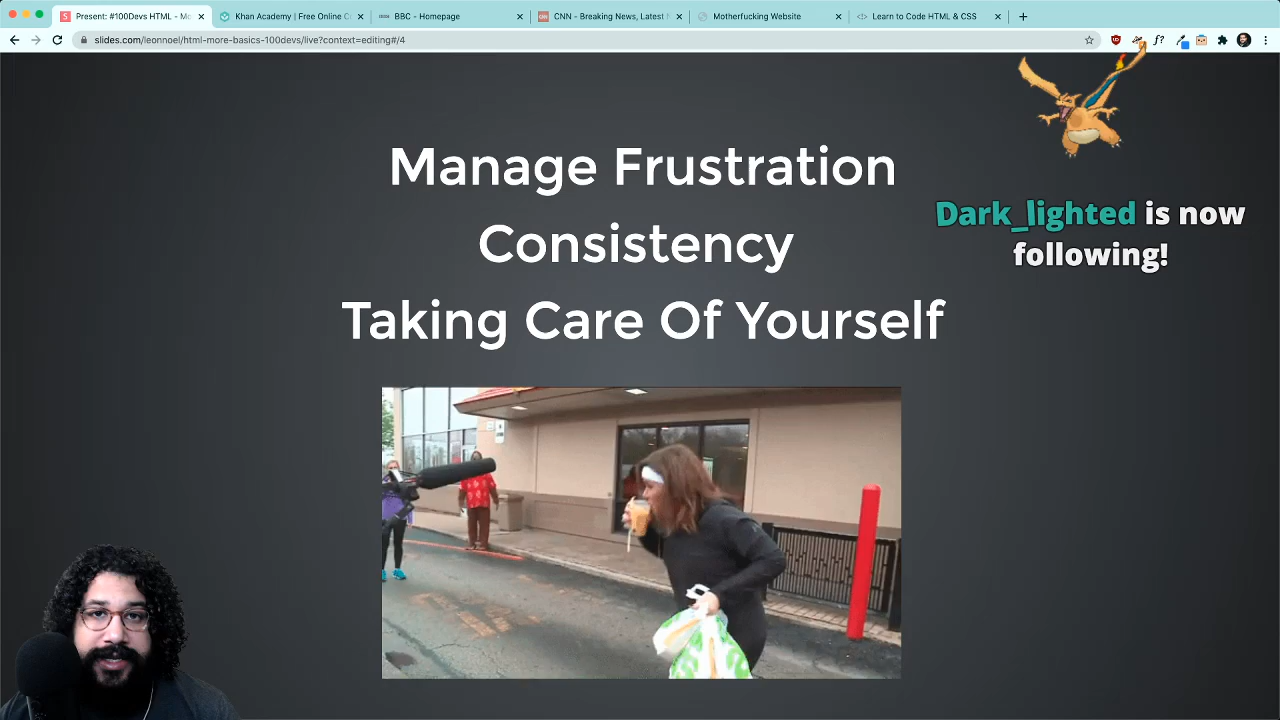 Present: #100Devs HTML - Mo
Khan Academy | Free Online C
BBC - Homepage
CNN - Breaking News, Latest N
Motherfucking Website
Learn to Code HTML & CSS
slides.com/leonnoel/html-more-basics-100devs/live?context=editing#/4
f?
Manage Frustration
Consistency
Taking Care Of Yourself
Dark_lighted is now
following!